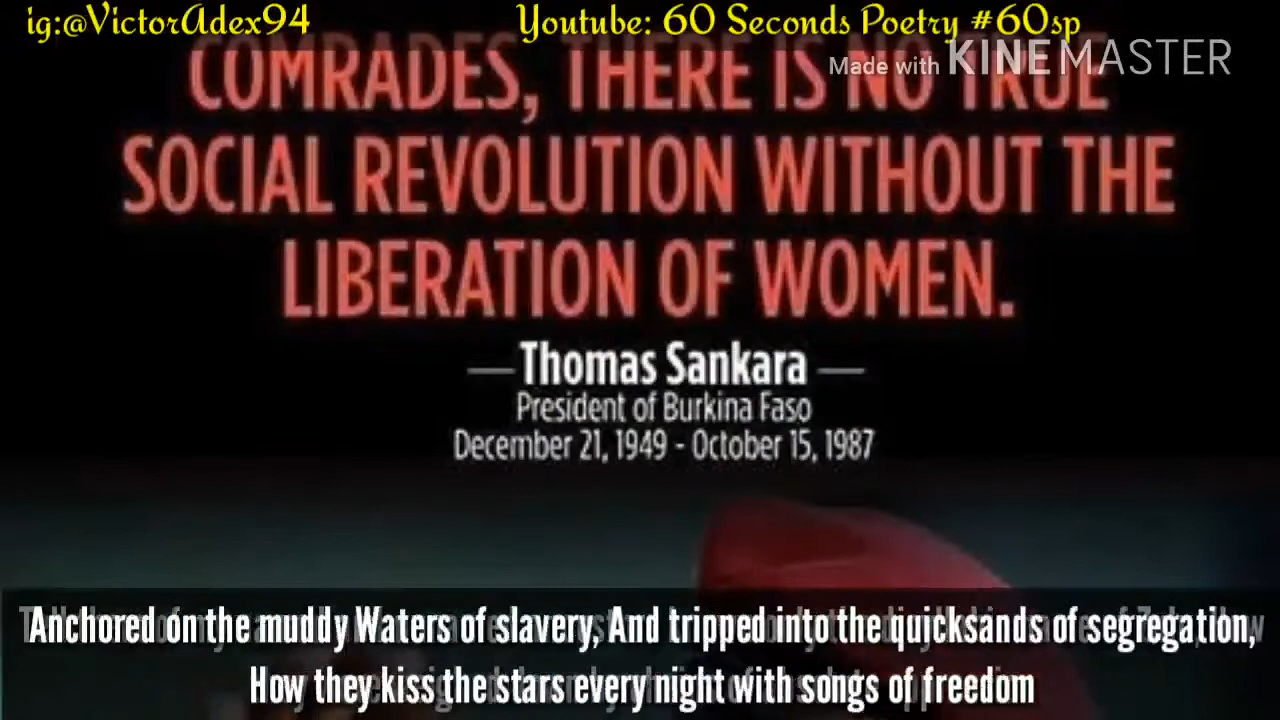 ig:@VictorAdex94
Youtube: 60 Seconds Poetry #60sp
Made with KINEMASTER
COMRADES, THERE IS NO TRUE
SOCIAL REVOLUTION WITHOUT THE
LIBERATION OF WOMEN.
—Thomas Sankara—
President of Burkina Faso
December 21, 1949 - October 15, 1987
Anchored on the muddy Waters of slavery, And tripped into the quicksands of segregation,
How they kiss the stars every night with songs of freedom